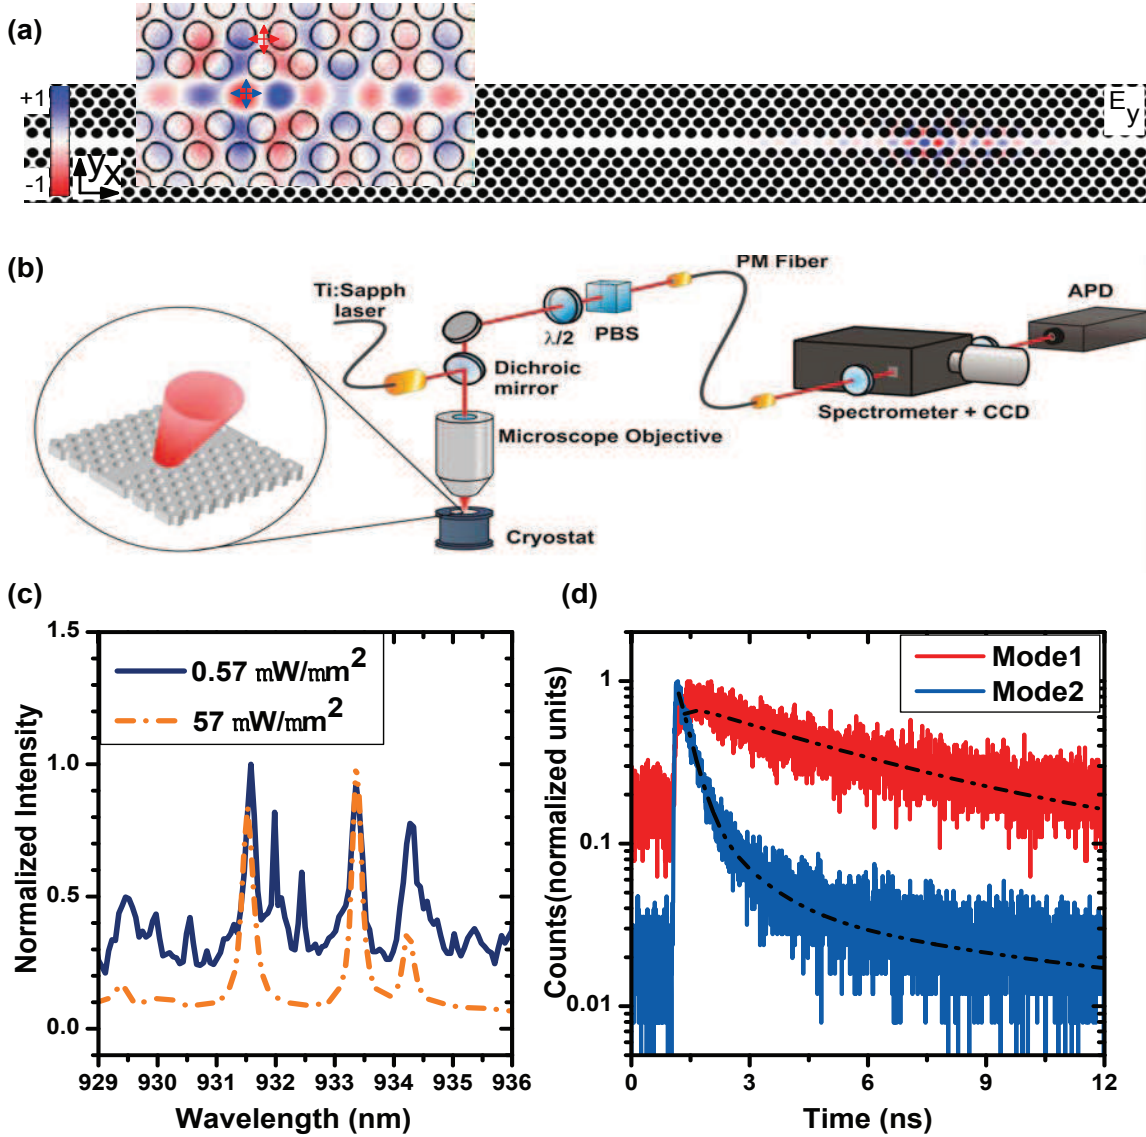 (a)
+1
-1
y
x
E
y
(b)
Ti:Sapph
laser
λ/2
PBS
PM Fiber
APD
Dichroic
mirror
Spectrometer + CCD
Microscope Objective
Cryostat
(c)
(d)
Normalized Intensity
1.5
1.0
0.5
0.0
0.57 mW/mm2
57 mW/mm2
929 930 931 932 933 934 935 936
Wavelength (nm)
Counts(normalized units)
1
0.1
0.01
Mode1
Mode2
0 3 6 9 12
Time (ns)